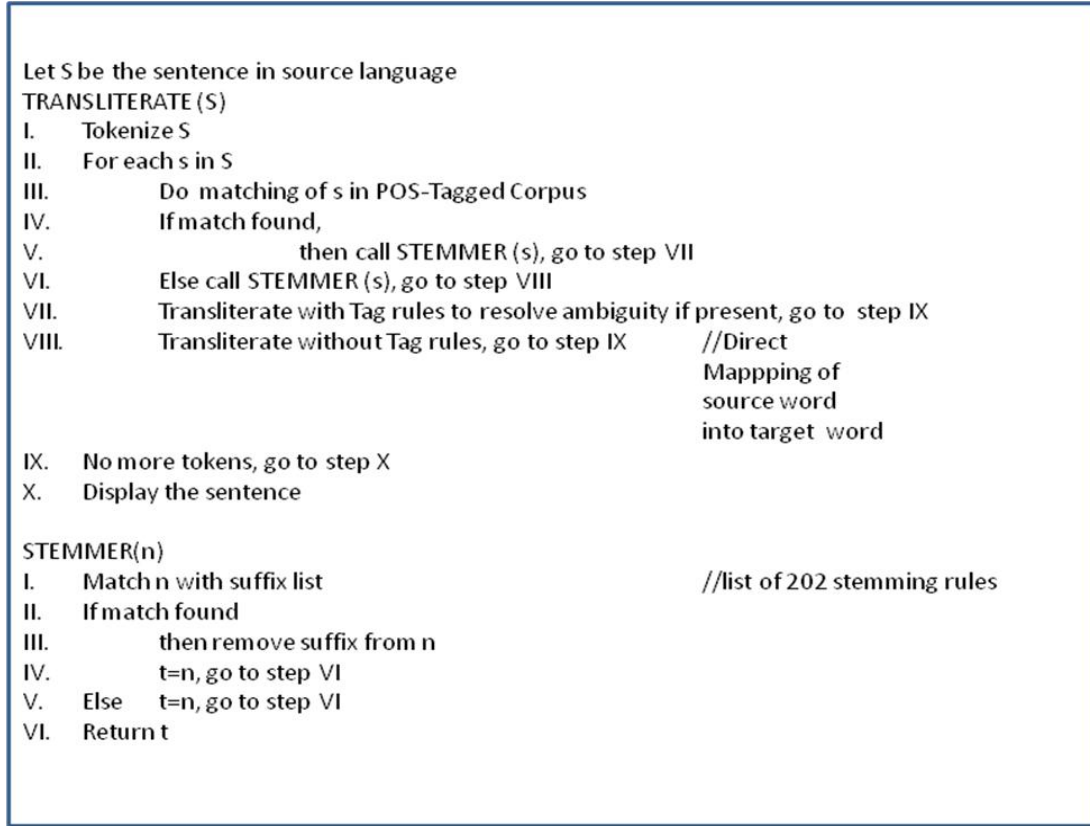 Let S be the sentence in source language
TRANSLITERATE (S)
I. Tokenize S
II. For each s in S
III. Do matching of s in POS-Tagged Corpus
IV. If match found,
V. then call STEMMER (s), go to step VII
VI. Else call STEMMER (s), go to step VIII
VII. Transliterate with Tag rules to resolve ambiguity if present, go to step IX
VIII. Transliterate without Tag rules, go to step IX //Direct
Mappping of
source word
into target word
IX. No more tokens, go to step X
X. Display the sentence
STEMMER(n)
I. Match n with suffix list //list of 202 stemming rules
II. If match found
III. then remove suffix from n
IV. t=n, go to step VI
V. Else t=n, go to step VI
VI. Return t